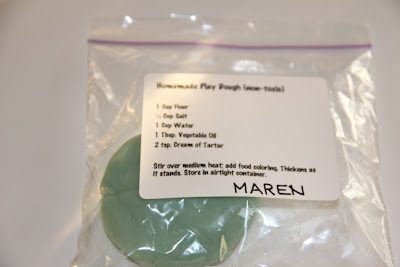 Homemade Play Dough (non-toxic)
1 Cup Flour
½ Cup Salt
1 Cup Water
1 Tbsp. Vegetable Oil
2 tsp. Cream of Tartar
Stir over medium heat; add food coloring. Thickens as
it stands. Store in airtight container.
MAREN